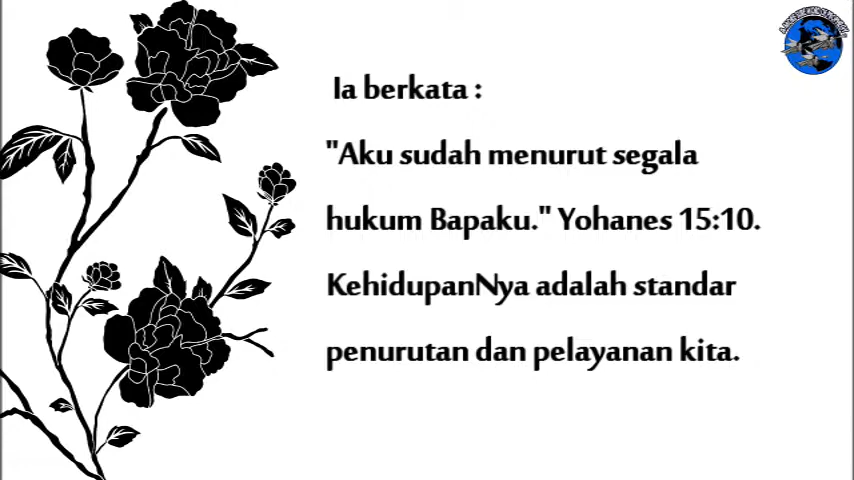 Ia berkata :
"Aku sudah menurut segala
hukum Bapaku." Yohanes 15:10.
KehidupanNya adalah standar
penurutan dan pelayanan kita.